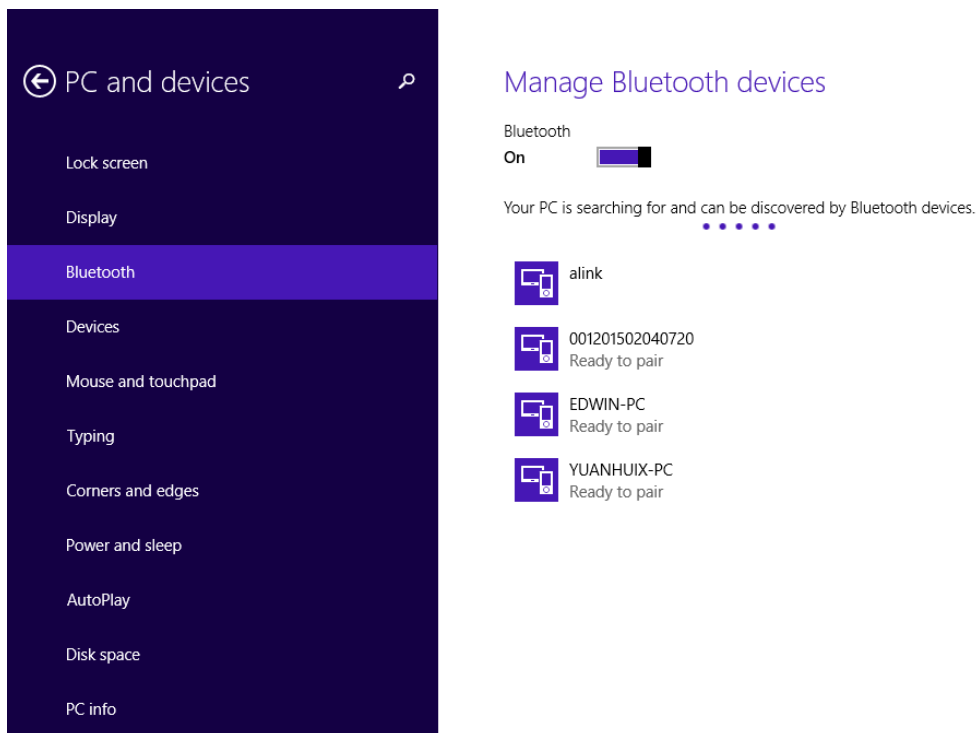 PC and devices
Lock screen
Display
Bluetooth
Devices
Mouse and touchpad
Typing
Corners and edges
Power and sleep
AutoPlay
Disk space
PC info
Manage Bluetooth devices
Bluetooth
On
Your PC is searching for and can be discovered by Bluetooth devices.
alink
001201502040720
Ready to pair
EDWIN-PC
Ready to pair
YUANHUIX-PC
Ready to pair